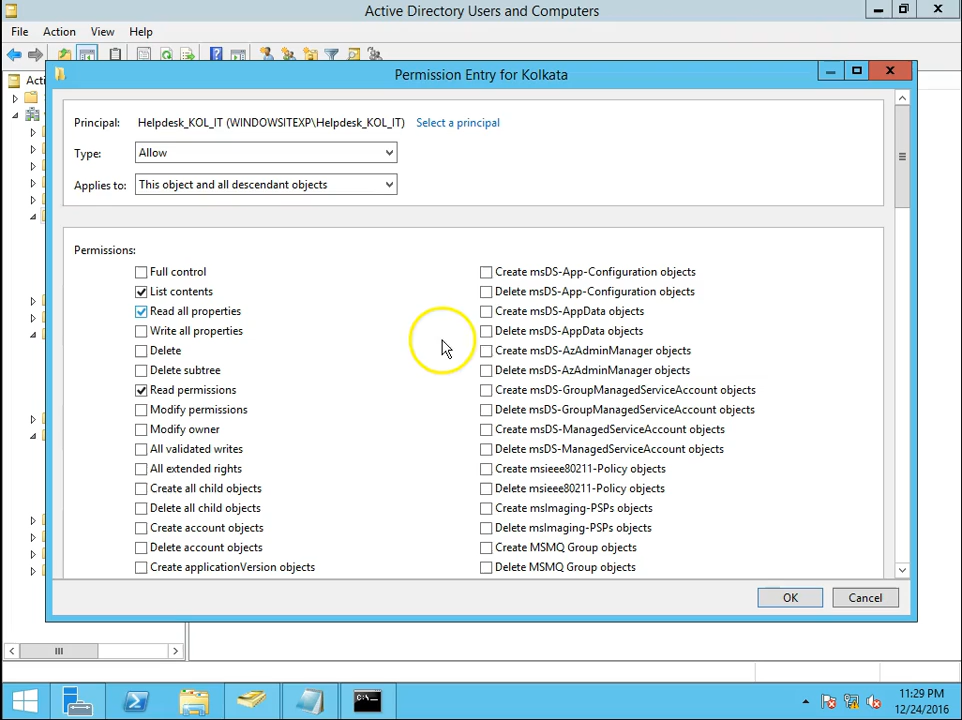 Active Directory Users and Computers
File Action View Help
Acti
Permission Entry for Kolkata
Principal: Helpdesk_KOL_IT (WINDOWSITEXP\Helpdesk_KOL_IT) Select a principal
Type: Allow
Applies to: This object and all descendant objects
Permissions:
Full control
List contents
Read all properties
Write all properties
Delete
Delete subtree
Read permissions
Modify permissions
Modify owner
All validated writes
All extended rights
Create all child objects
Delete all child objects
Create account objects
Delete account objects
Create applicationVersion objects
Create msDS-App-Configuration objects
Delete msDS-App-Configuration objects
Create msDS-AppData objects
Delete msDS-AppData objects
Create msDS-AzAdminManager objects
Delete msDS-AzAdminManager objects
Create msDS-GroupManagedServiceAccount objects
Delete msDS-GroupManagedServiceAccount objects
Create msDS-ManagedServiceAccount objects
Delete msDS-ManagedServiceAccount objects
Create msieee80211-Policy objects
Delete msieee80211-Policy objects
Create msImaging-PSPs objects
Delete msImaging-PSPs objects
Create MSMQ Group objects
Delete MSMQ Group objects
OK Cancel
11:29 PM
12/24/2016